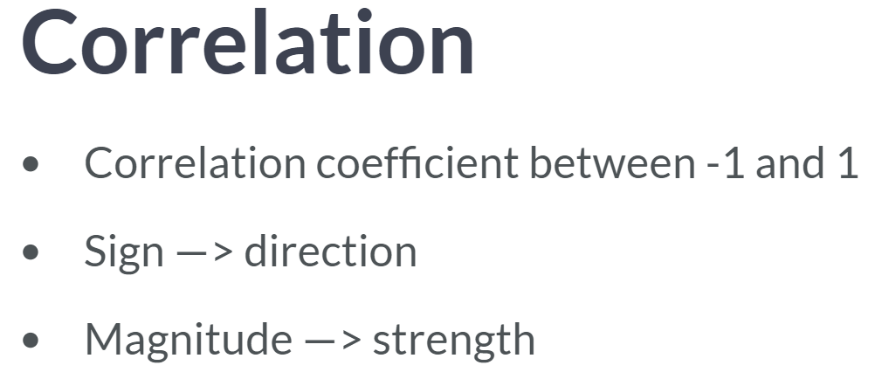 Correlation
• Correlation coefficient between -1 and 1
• Sign —> direction
• Magnitude —> strength